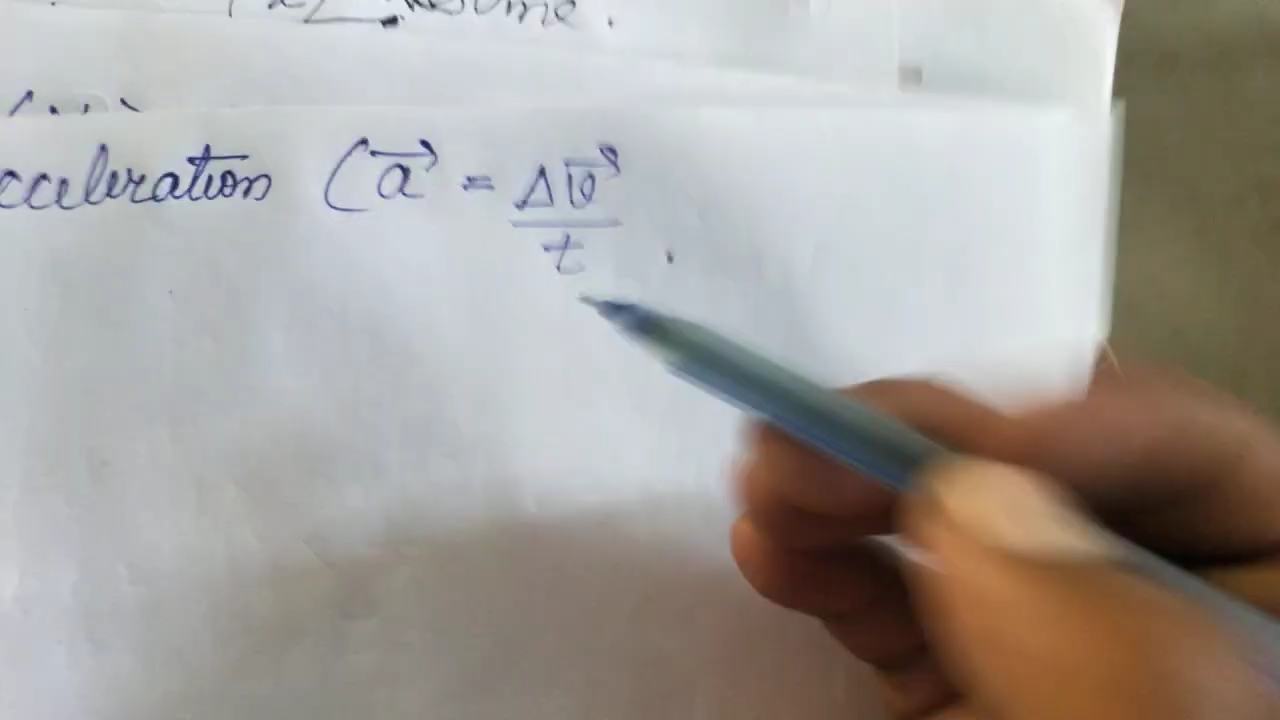 cceleration (a⃗ = Δv⃗/t